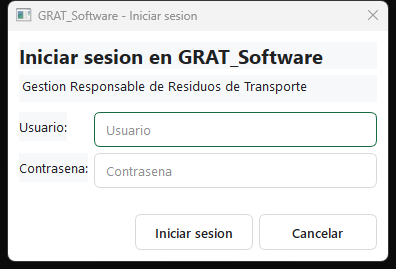 GRAT_Software - Iniciar sesion
Iniciar sesion en GRAT_Software
Gestion Responsable de Residuos de Transporte
Usuario: Usuario
Contrasena: Contrasena
Iniciar sesion Cancelar